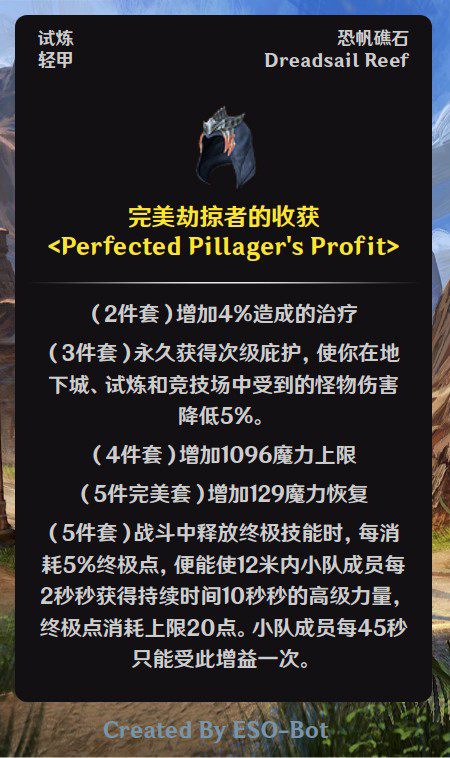 试炼
恐帆礁石
轻甲
Dreadsail Reef
完美劫掠者的收获
<Perfected Pillager's Profit>
(2件套)增加4%造成的治疗
(3件套)永久获得次级庇护, 使你在地
下城、试炼和竞技场中受到的怪物伤害
降低5%。
(4件套)增加1096魔力上限
(5件完美套)增加129魔力恢复
(5件套)战斗中释放终极技能时, 每消
耗5%终极点, 便能使12米内小队成员每
2秒秒获得持续时间10秒秒的高级力量,
终极点消耗上限20点。小队成员每45秒
只能受此增益一次。
Created By ESO-Bot